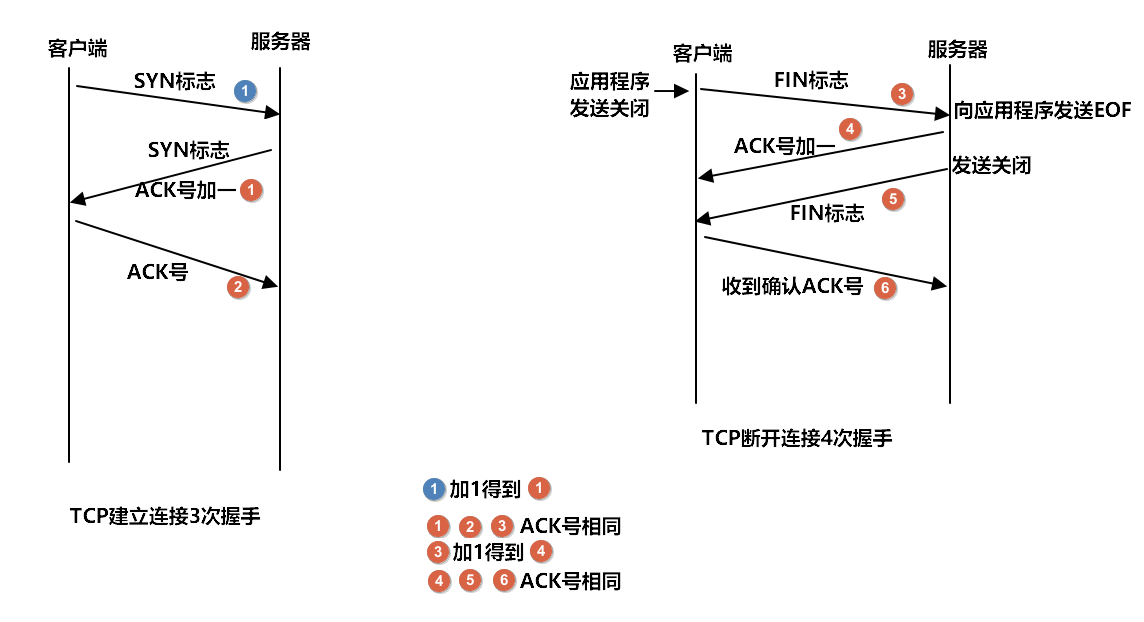 客户端
服务器
SYN标志
1
SYN标志
ACK号加一
1
ACK号
2
TCP建立连接3次握手
客户端
服务器
应用程序
发送关闭
FIN标志
3
向应用程序发送EOF
4
ACK号加一
发送关闭
5
FIN标志
收到确认ACK号
6
TCP断开连接4次握手
1 加1得到 1
1 2 3 ACK号相同
3 加1得到 4
4 5 6 ACK号相同